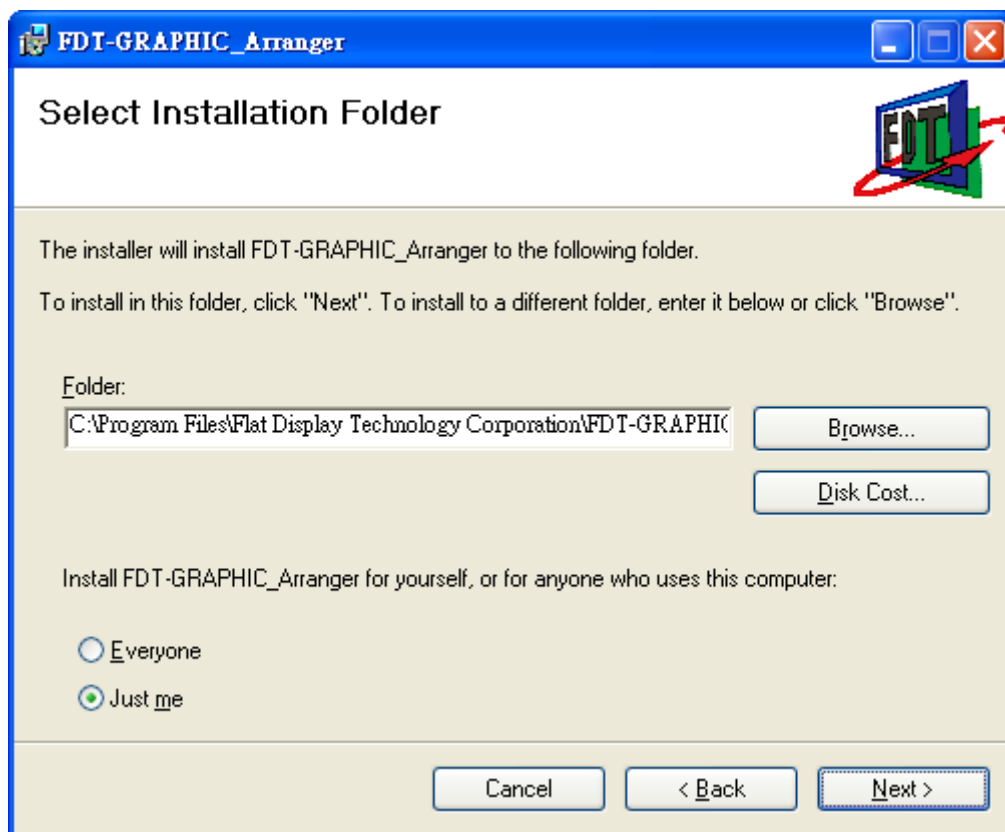 FDT-GRAPHIC_Arranger
Select Installation Folder
FDT
The installer will install FDT-GRAPHIC_Arranger to the following folder.
To install in this folder, click "Next". To install to a different folder, enter it below or click "Browse".
Folder:
C:\Program Files\Flat Display Technology Corporation\FDT-GRAPHIC
Browse...
Disk Cost...
Install FDT-GRAPHIC_Arranger for yourself, or for anyone who uses this computer:
Everyone
Just me
Cancel
< Back
Next >